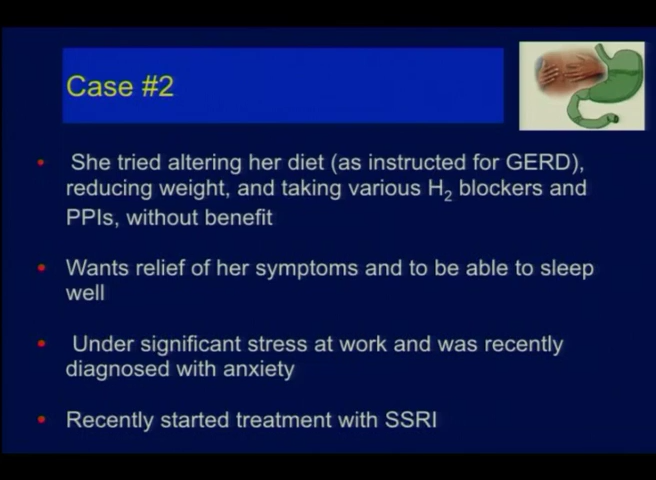 Case #2
• She tried altering her diet (as instructed for GERD),
reducing weight, and taking various H₂ blockers and
PPIs, without benefit
• Wants relief of her symptoms and to be able to sleep
well
• Under significant stress at work and was recently
diagnosed with anxiety
• Recently started treatment with SSRI